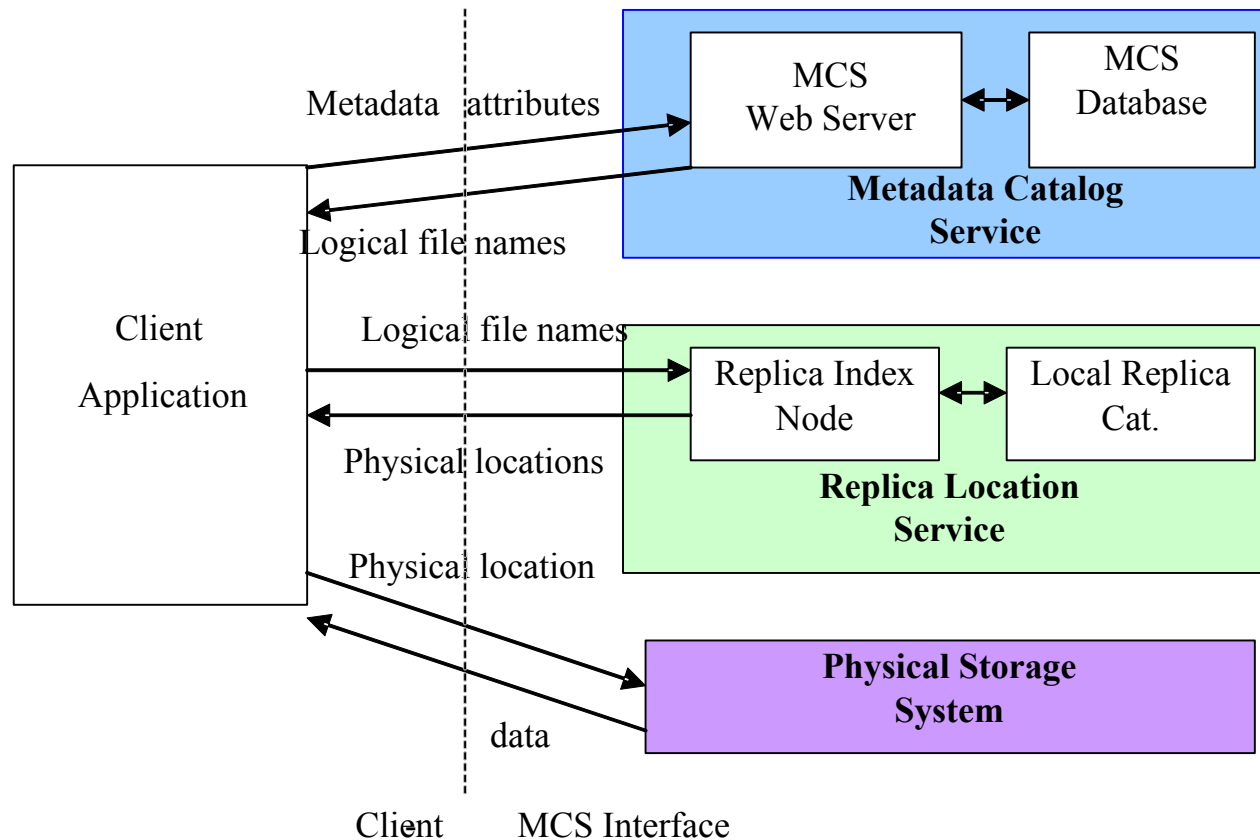 MCS
Web Server
MCS
Database
Metadata attributes
Metadata Catalog
Service
Logical file names
Client
Application
Logical file names
Replica Index
Node
Local Replica
Cat.
Physical locations
Replica Location
Service
Physical location
Physical Storage
System
data
Client MCS Interface